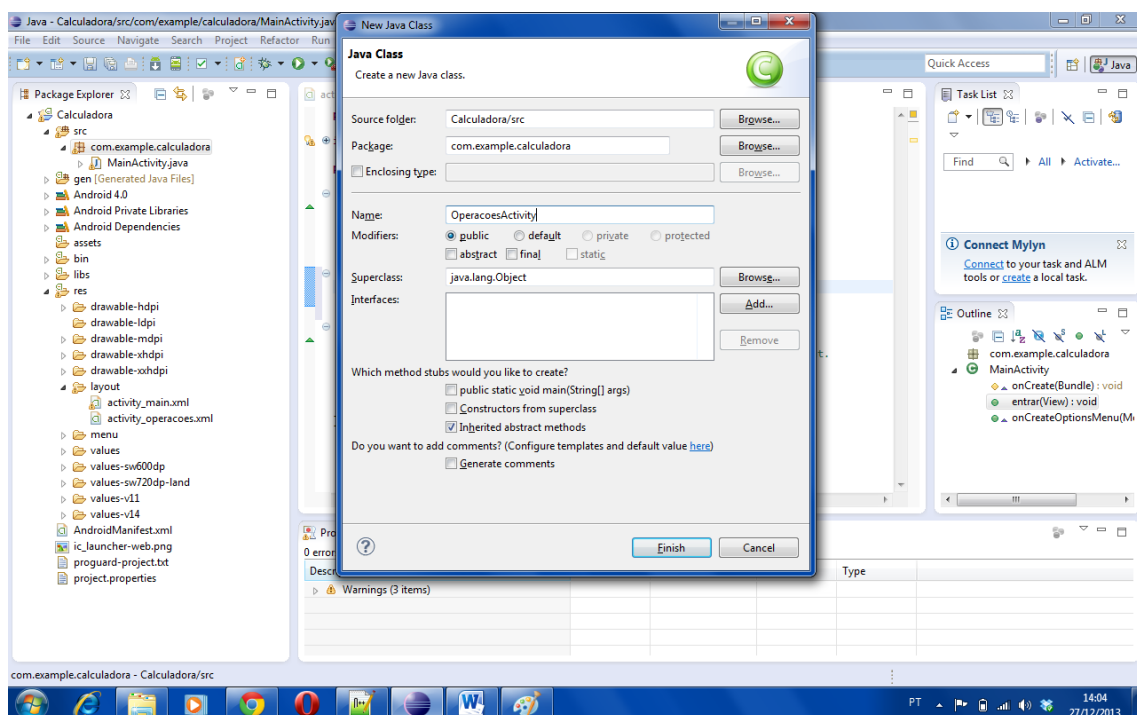 Java - Calculadora/src/com/example/calculadora/MainActivity.jav
File Edit Source Navigate Search Project Refactor Run
Quick Access
Java
Package Explorer
Calculadora
src
com.example.calculadora
MainActivity.java
gen [Generated Java Files]
Android 4.0
Android Private Libraries
Android Dependencies
assets
bin
libs
res
drawable-hdpi
drawable-ldpi
drawable-mdpi
drawable-xhdpi
drawable-xxhdpi
layout
activity_main.xml
activity_operacoes.xml
menu
values
values-sw600dp
values-sw720dp-land
values-v11
values-v14
AndroidManifest.xml
ic_launcher-web.png
proguard-project.txt
project.properties
act
New Java Class
Java Class
Create a new Java class.
C
Source folder: Calculadora/src Browse...
Package: com.example.calculadora Browse...
Enclosing type: Browse...
Name: OperacoesActivity
Modifiers: public default private protected
abstract final static
Superclass: java.lang.Object Browse...
Interfaces: Add...
Remove
Which method stubs would you like to create?
public static void main(String[] args)
Constructors from superclass
Inherited abstract methods
Do you want to add comments? (Configure templates and default value here)
Generate comments
Finish Cancel
t.
Task List
Find All Activate...
Connect Mylyn
Connect to your task and ALM
tools or create a local task.
Outline
com.example.calculadora
MainActivity
onCreate(Bundle) : void
entrar(View) : void
onCreateOptionsMenu(M
Pro
0 error
Descr Type
Warnings (3 items)
com.example.calculadora - Calculadora/src
PT
14:04
27/12/2013